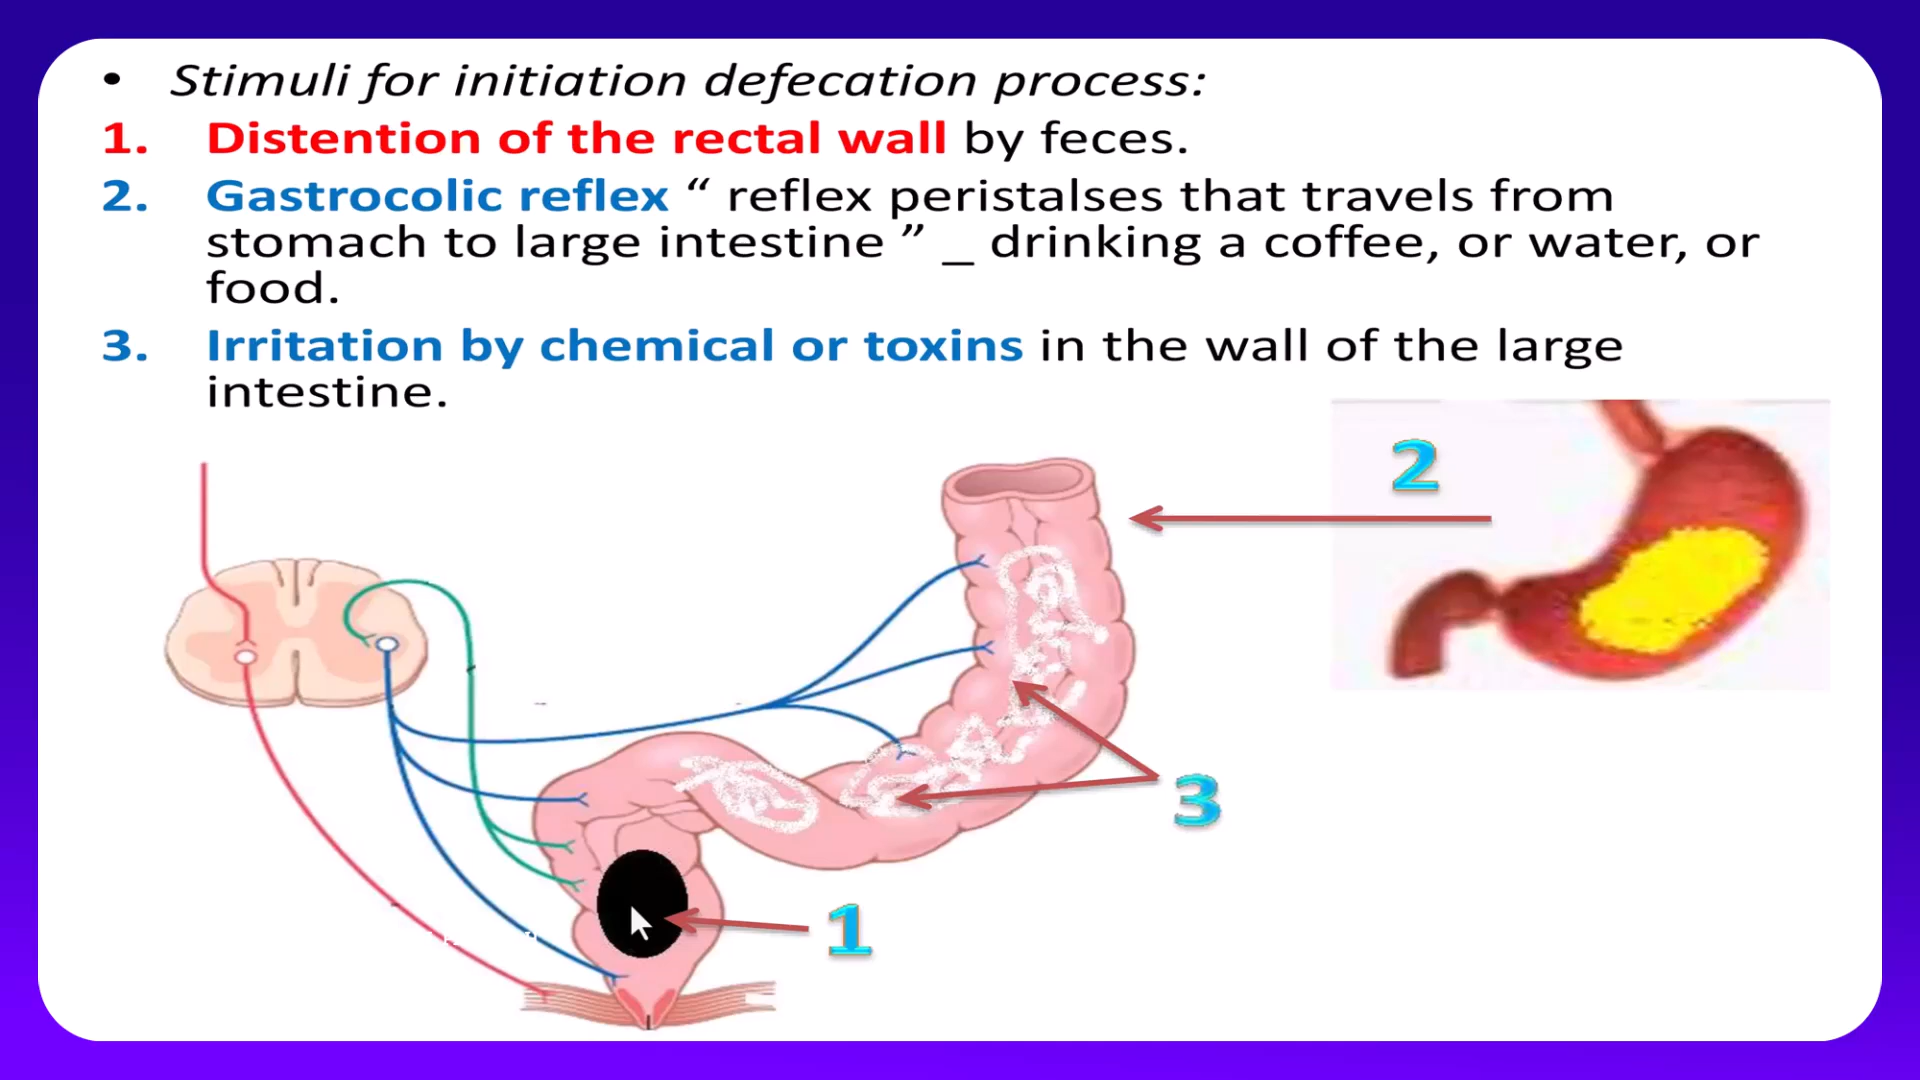 • Stimuli for initiation defecation process:
1. Distention of the rectal wall by feces.
2. Gastrocolic reflex “ reflex peristalses that travels from
stomach to large intestine ” _ drinking a coffee, or water, or
food.
3. Irritation by chemical or toxins in the wall of the large
intestine.
2
3
1